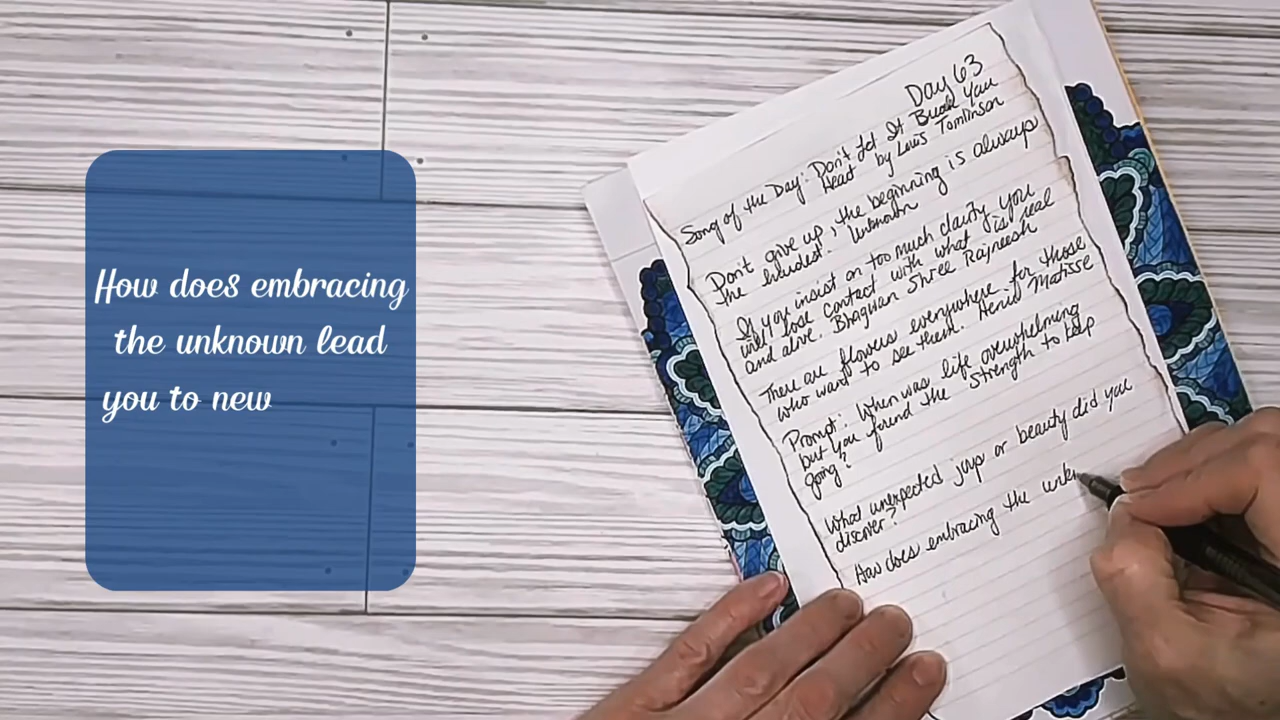 How does embracing
the unknown lead
you to new
Day 63
Song of the Day: Don't Let It Break You
Heart by Louis Tomlinson
Don't give up, the beginning is always
the hardest. Unknown
If you insist on too much clarity you
will lose contact with what is real
and alive. Bhagwan Shree Rajneesh
There are flowers everywhere for those
who want to see them. Henri Matisse
Prompt: When was life overwhelming
but you found the strength to keep
going?
What unexpected joys or beauty did you
discover?
How does embracing the unkn